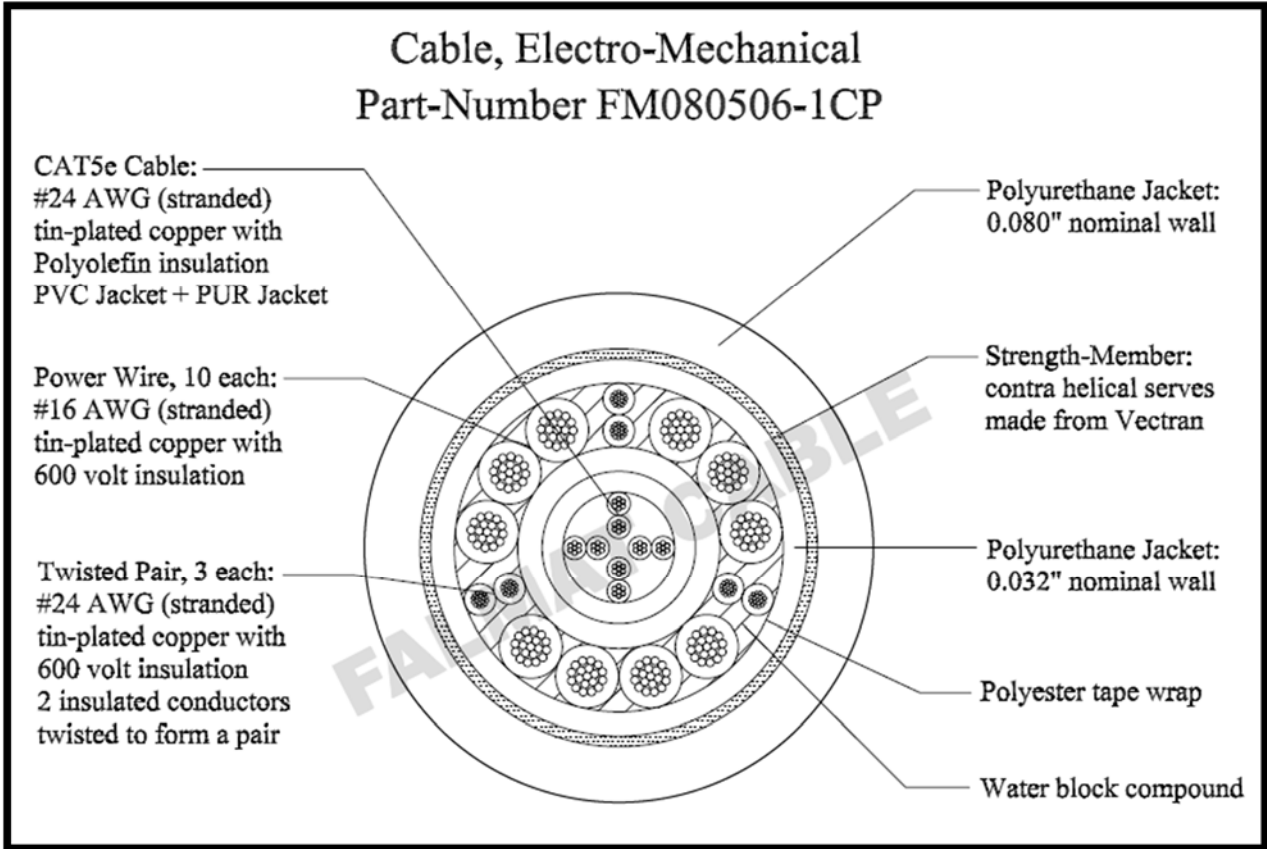 Cable, Electro-Mechanical
Part-Number FM080506-1CP
CAT5e Cable:
#24 AWG (stranded)
tin-plated copper with
Polyolefin insulation
PVC Jacket + PUR Jacket
Power Wire, 10 each:
#16 AWG (stranded)
tin-plated copper with
600 volt insulation
Twisted Pair, 3 each:
#24 AWG (stranded)
tin-plated copper with
600 volt insulation
2 insulated conductors
twisted to form a pair
Polyurethane Jacket:
0.080" nominal wall
Strength-Member:
contra helical serves
made from Vectran
Polyurethane Jacket:
0.032" nominal wall
Polyester tape wrap
Water block compound
FALMAT CABLE